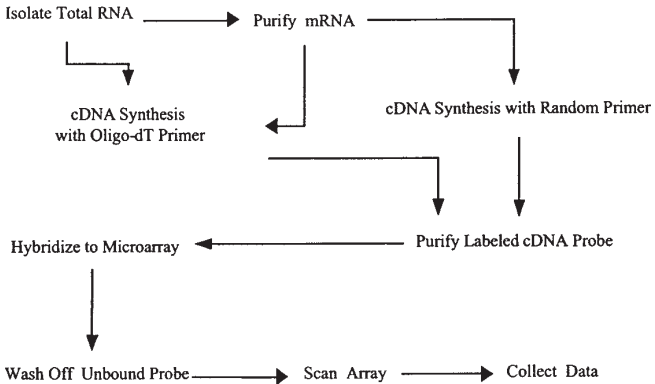 Isolate Total RNA
Purify mRNA
cDNA Synthesis
with Oligo-dT Primer
cDNA Synthesis with Random Primer
Hybridize to Microarray
Purify Labeled cDNA Probe
Wash Off Unbound Probe
Scan Array
Collect Data